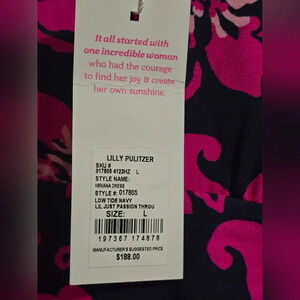 It all started with
one incredible woman
who had the courage
to find her joy & create
her own sunshine.
LILLY PULITZER
SKU #
017805 4123HZ L
STYLE NAME:
MIRIANA DRESS
STYLE #: 017805
LOW TIDE NAVY
LIL JUST PASSION THROU
SIZE: L
197367 174878
MANUFACTURER'S SUGGESTED PRICE
$188.00